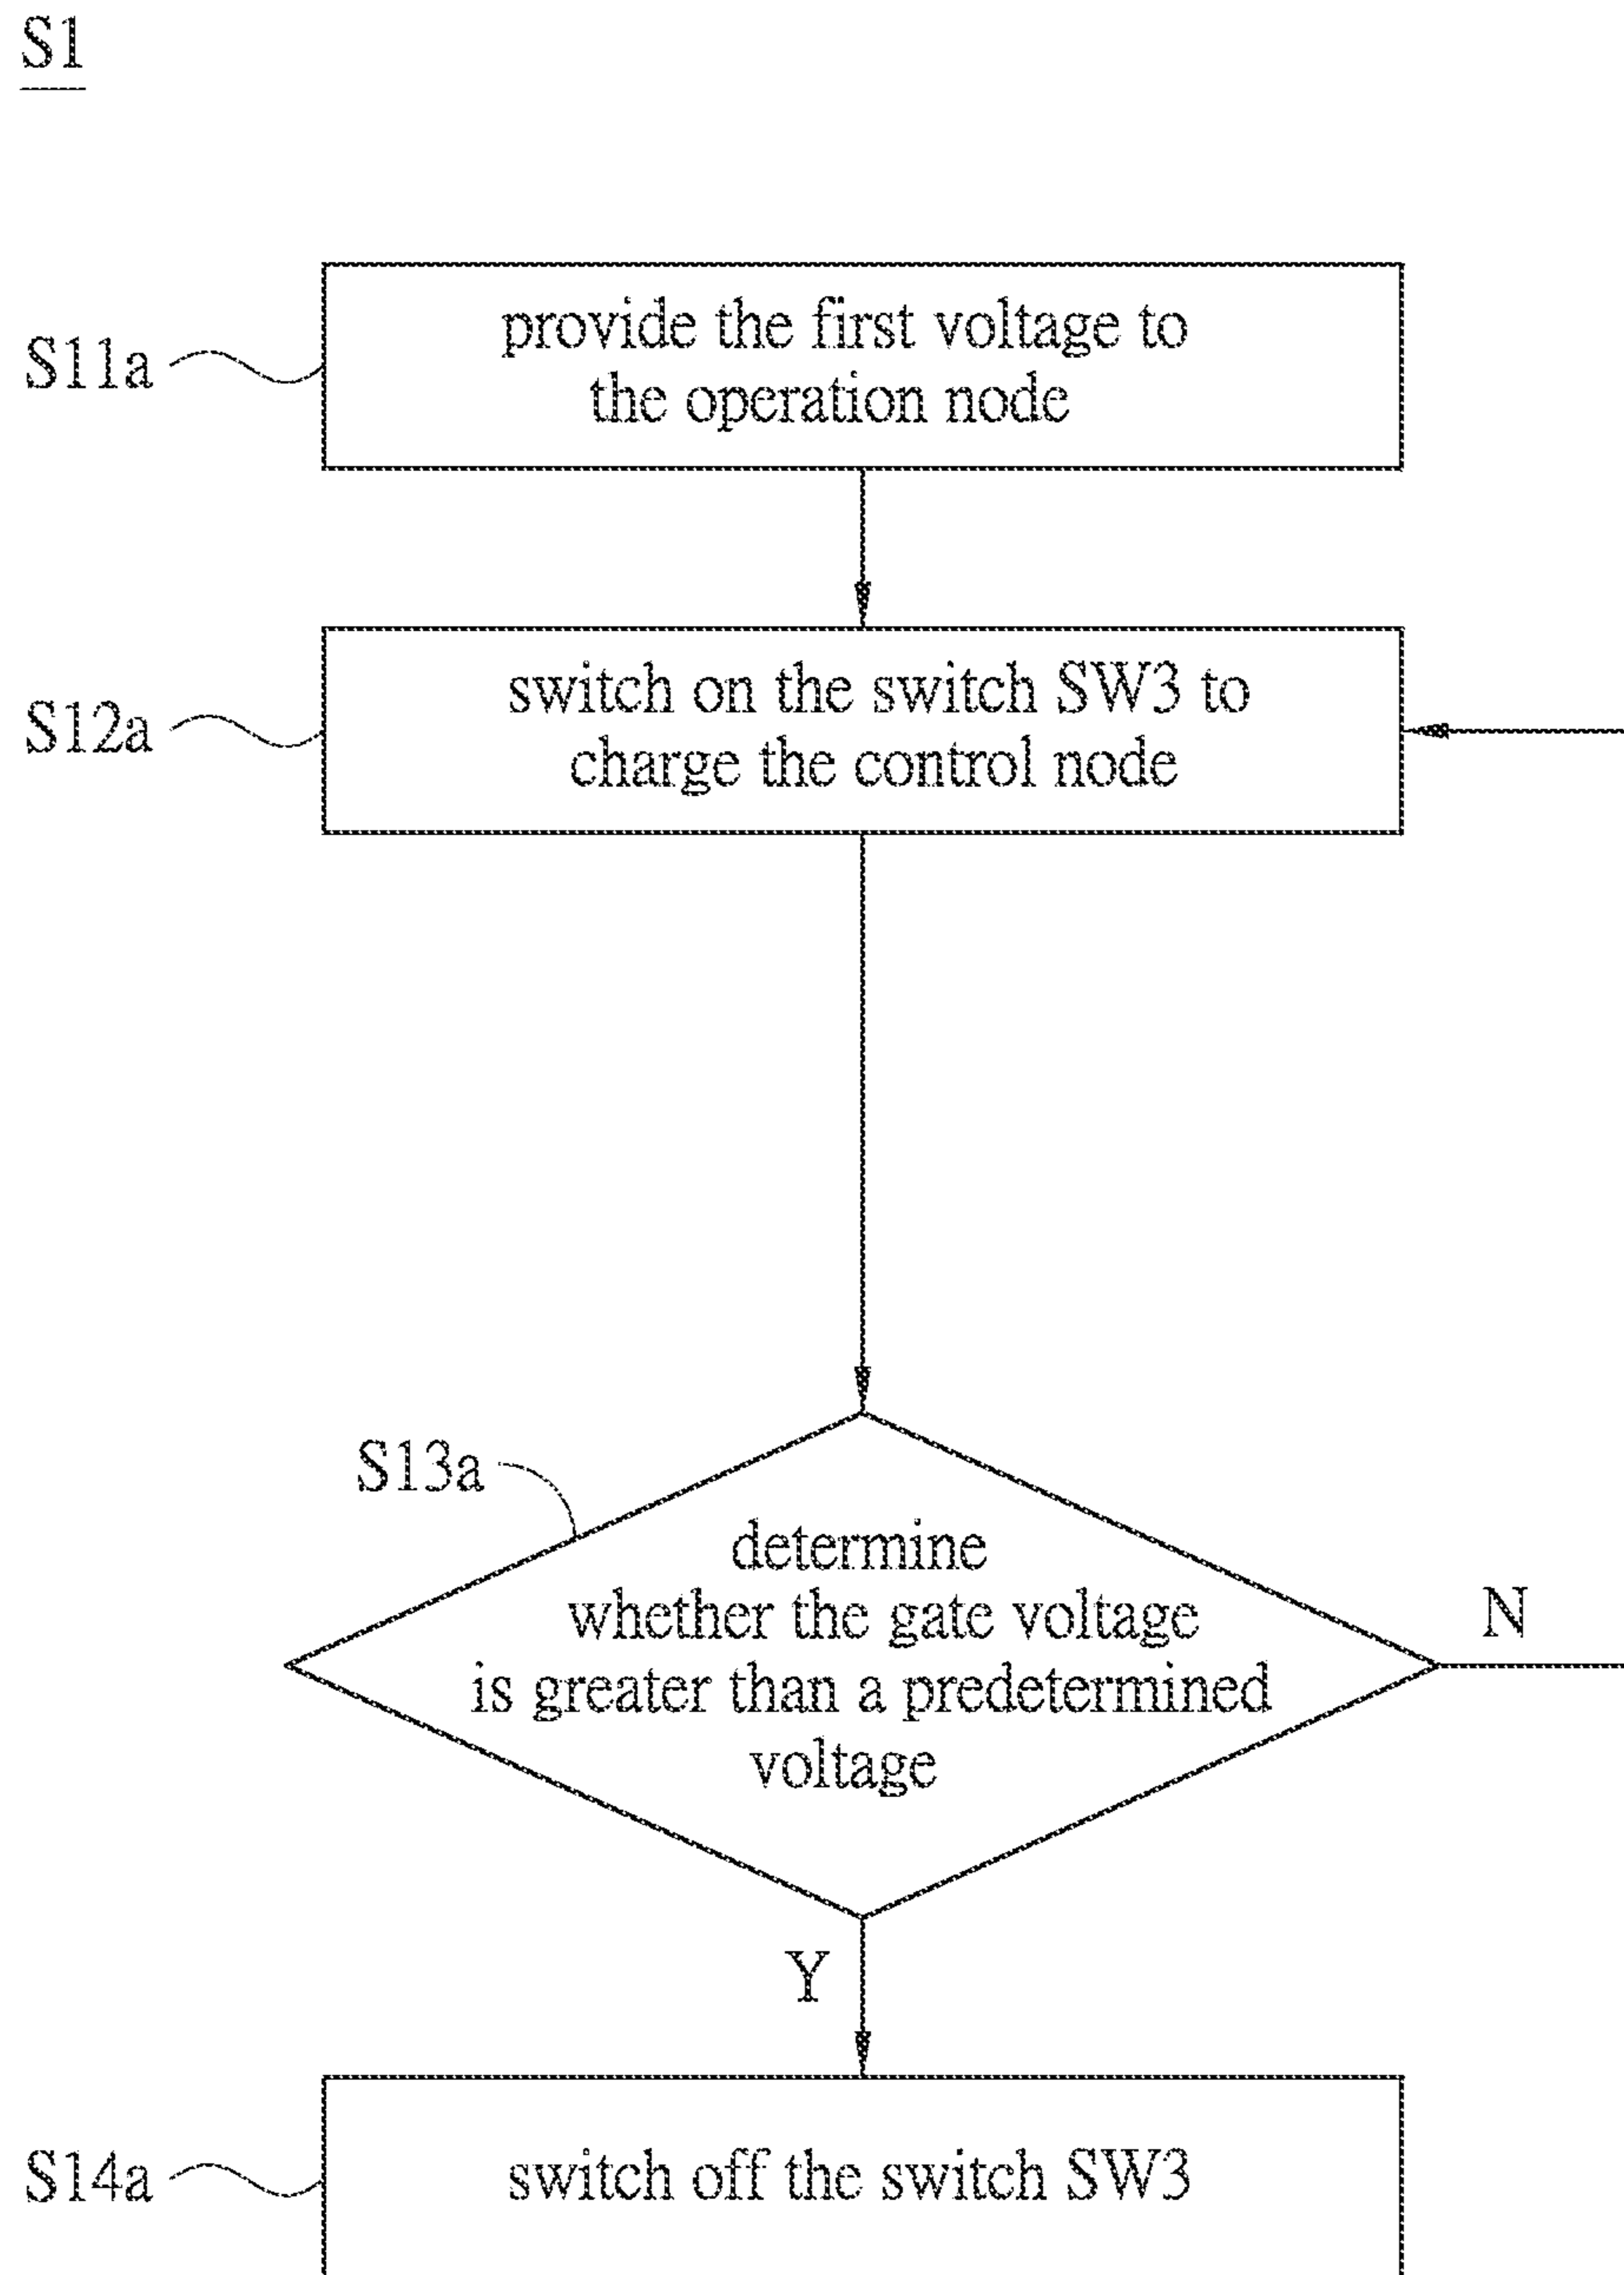 S1
provide the first voltage to
the operation node
S11a
switch on the switch SW3 to
charge the control node
S12a
S13a
determine
whether the gate voltage
is greater than a predetermined
voltage
N
Y
switch off the switch SW3
S14a